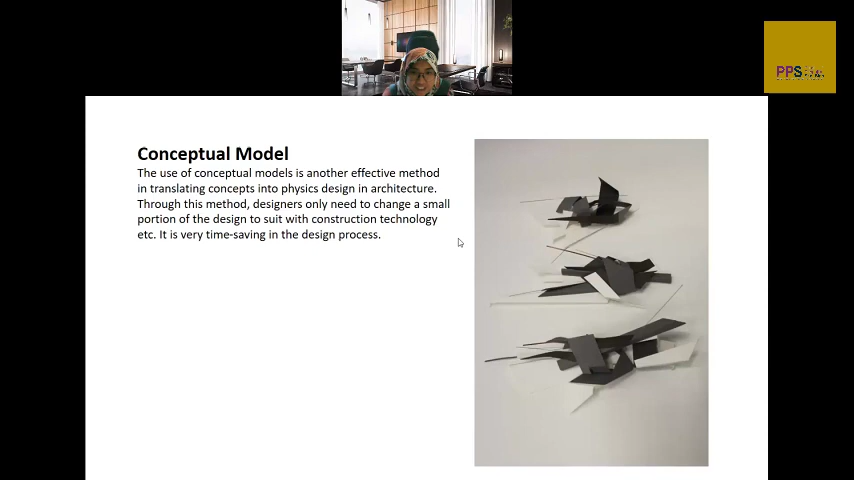 PPS
Conceptual Model
The use of conceptual models is another effective method
in translating concepts into physics design in architecture.
Through this method, designers only need to change a small
portion of the design to suit with construction technology
etc. It is very time-saving in the design process.